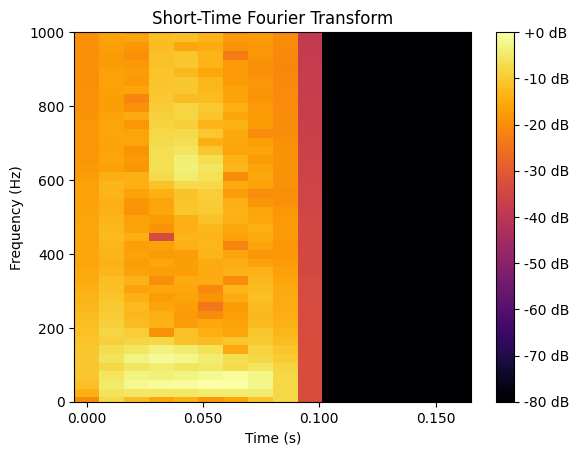 Short-Time Fourier Transform
1000
800
600
400
200
0
Frequency (Hz)
0.000
0.050
0.100
0.150
Time (s)
+0 dB
-10 dB
-20 dB
-30 dB
-40 dB
-50 dB
-60 dB
-70 dB
-80 dB